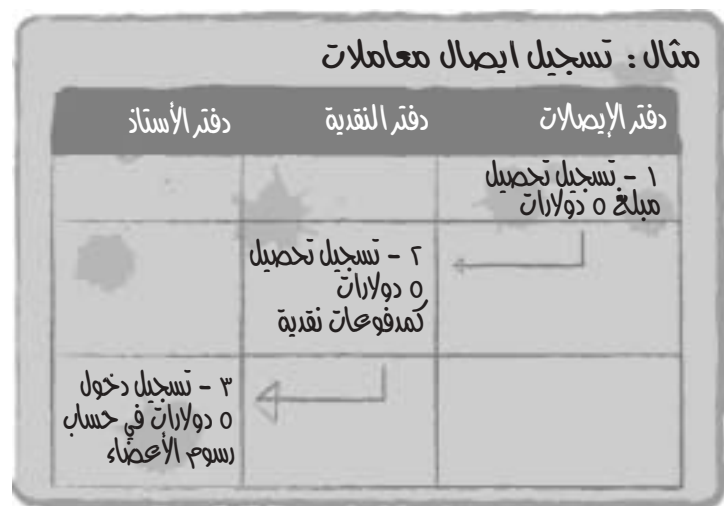 مثال : تسجيل ايصال معاملات
دفتر الإيصالات
دفتر النقدية
دفتر الأستاذ
١ - تسجيل تحصيل
مبلغ ٥ دولارات
٢ - تسجيل تحصيل
٥ دولارات
كمدفوعات نقدية
٣ - تسجيل دخول
٥ دولارات في حساب
رسوم الأعضاء